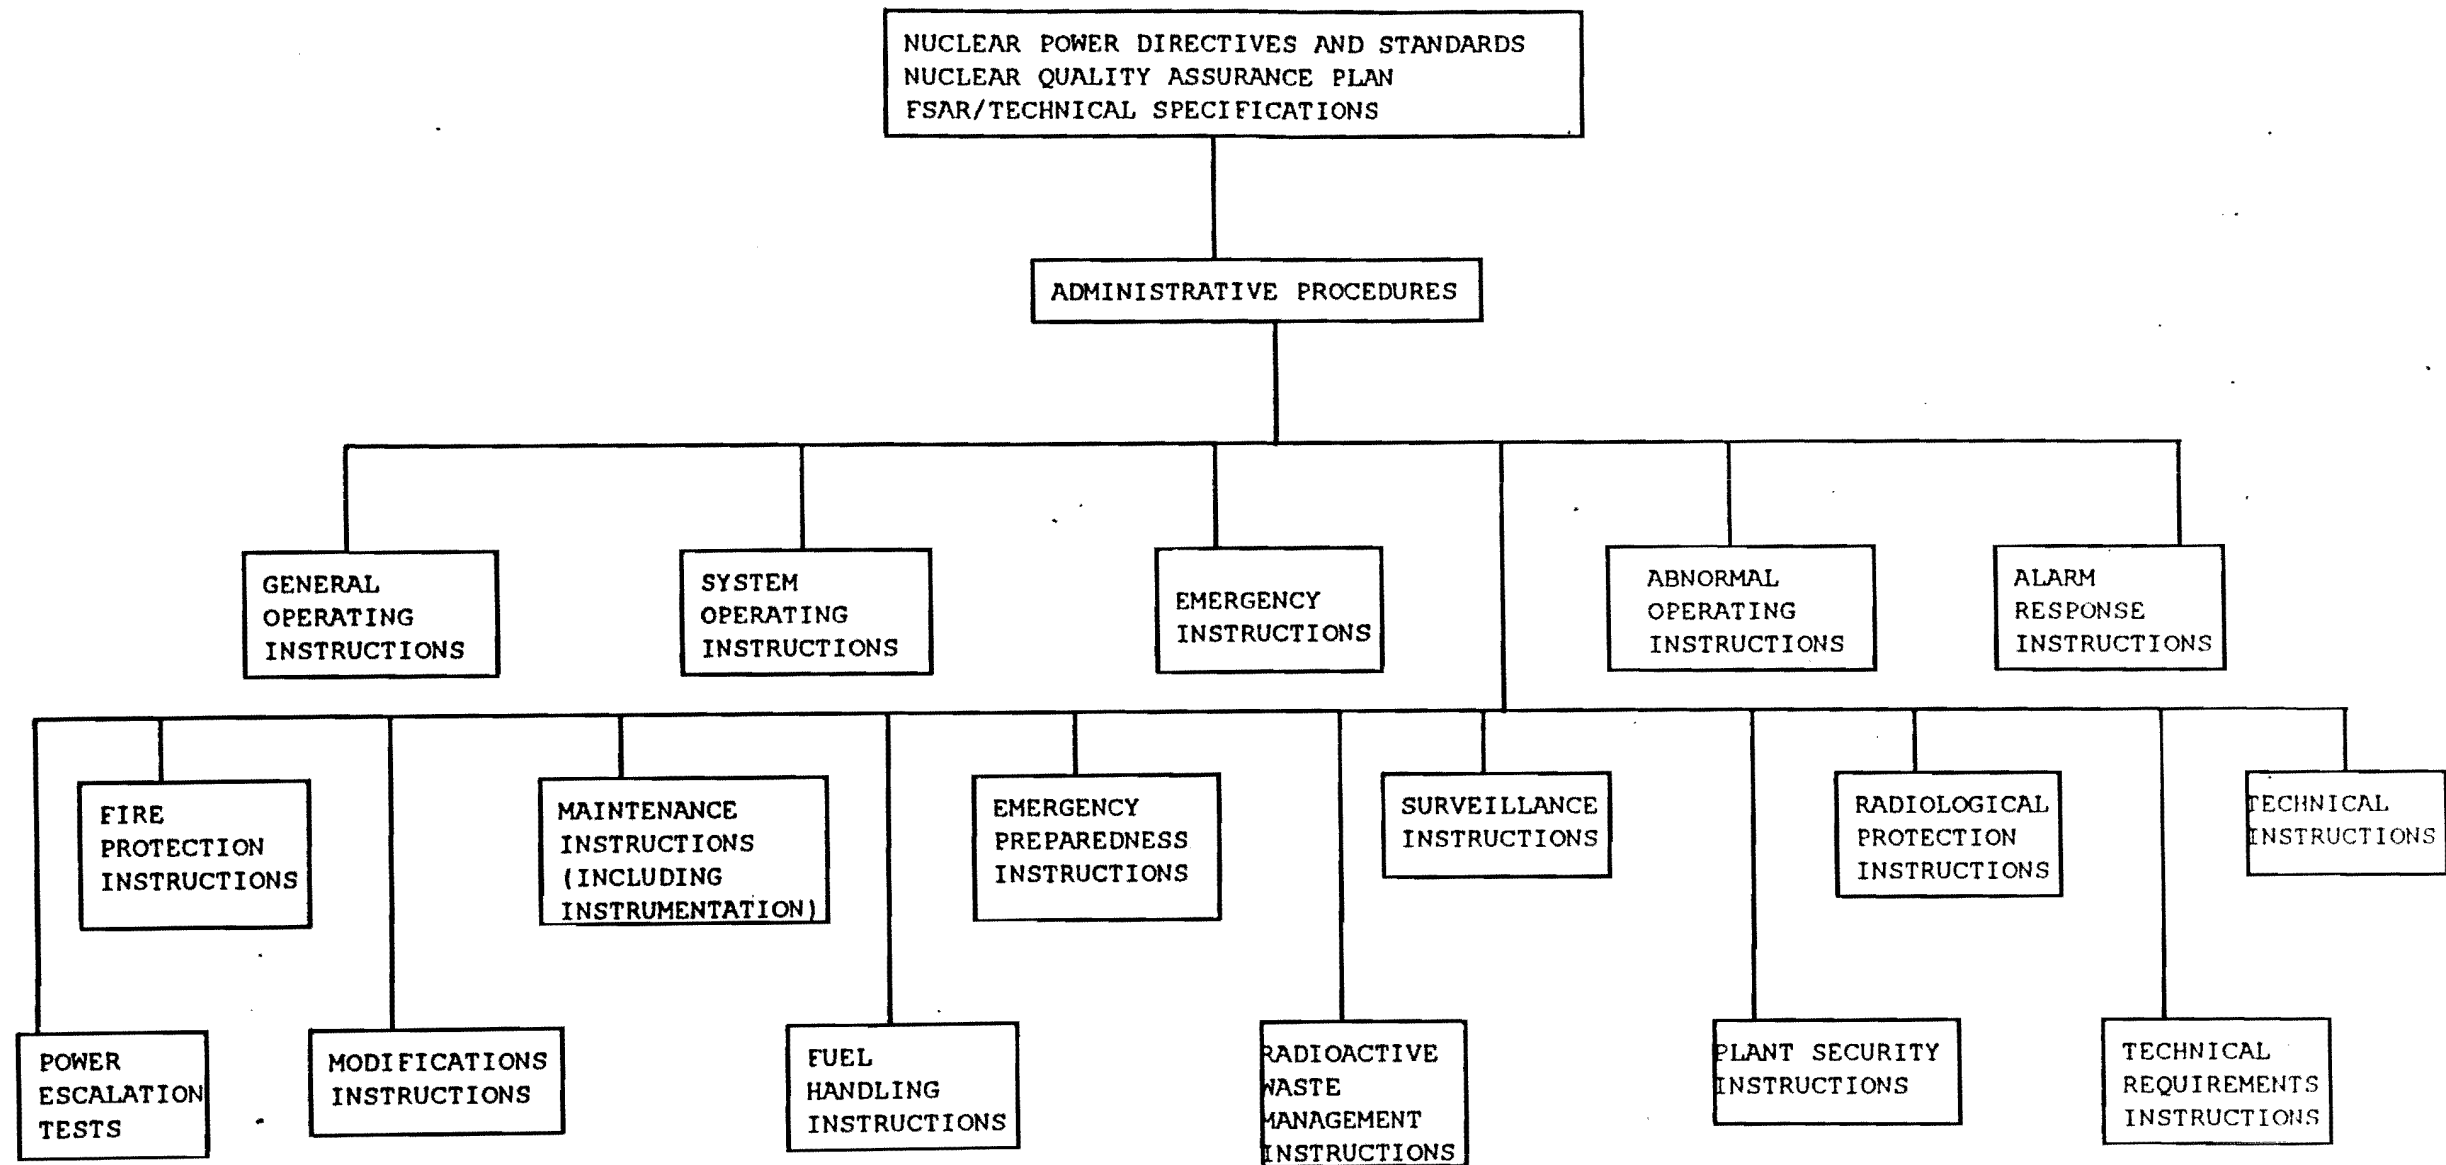 NUCLEAR POWER DIRECTIVES AND STANDARDS
NUCLEAR QUALITY ASSURANCE PLAN
FSAR/TECHNICAL SPECIFICATIONS
ADMINISTRATIVE PROCEDURES
GENERAL
OPERATING
INSTRUCTIONS
SYSTEM
OPERATING
INSTRUCTIONS
EMERGENCY
INSTRUCTIONS
ABNORMAL
OPERATING
INSTRUCTIONS
ALARM
RESPONSE
INSTRUCTIONS
FIRE
PROTECTION
INSTRUCTIONS
MAINTENANCE
INSTRUCTIONS
(INCLUDING
INSTRUMENTATION)
EMERGENCY
PREPAREDNESS
INSTRUCTIONS
SURVEILLANCE
INSTRUCTIONS
RADIOLOGICAL
PROTECTION
INSTRUCTIONS
TECHNICAL
INSTRUCTIONS
POWER
ESCALATION
TESTS
MODIFICATIONS
INSTRUCTIONS
FUEL
HANDLING
INSTRUCTIONS
RADIOACTIVE
WASTE
MANAGEMENT
INSTRUCTIONS
PLANT SECURITY
INSTRUCTIONS
TECHNICAL
REQUIREMENTS
INSTRUCTIONS